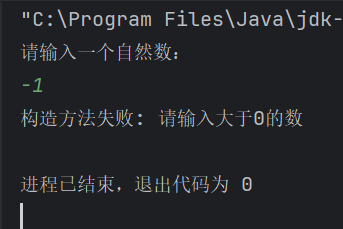 "C:\Program Files\Java\jdk-
请输入一个自然数：
-1
构造方法失败: 请输入大于0的数
进程已结束，退出代码为 0